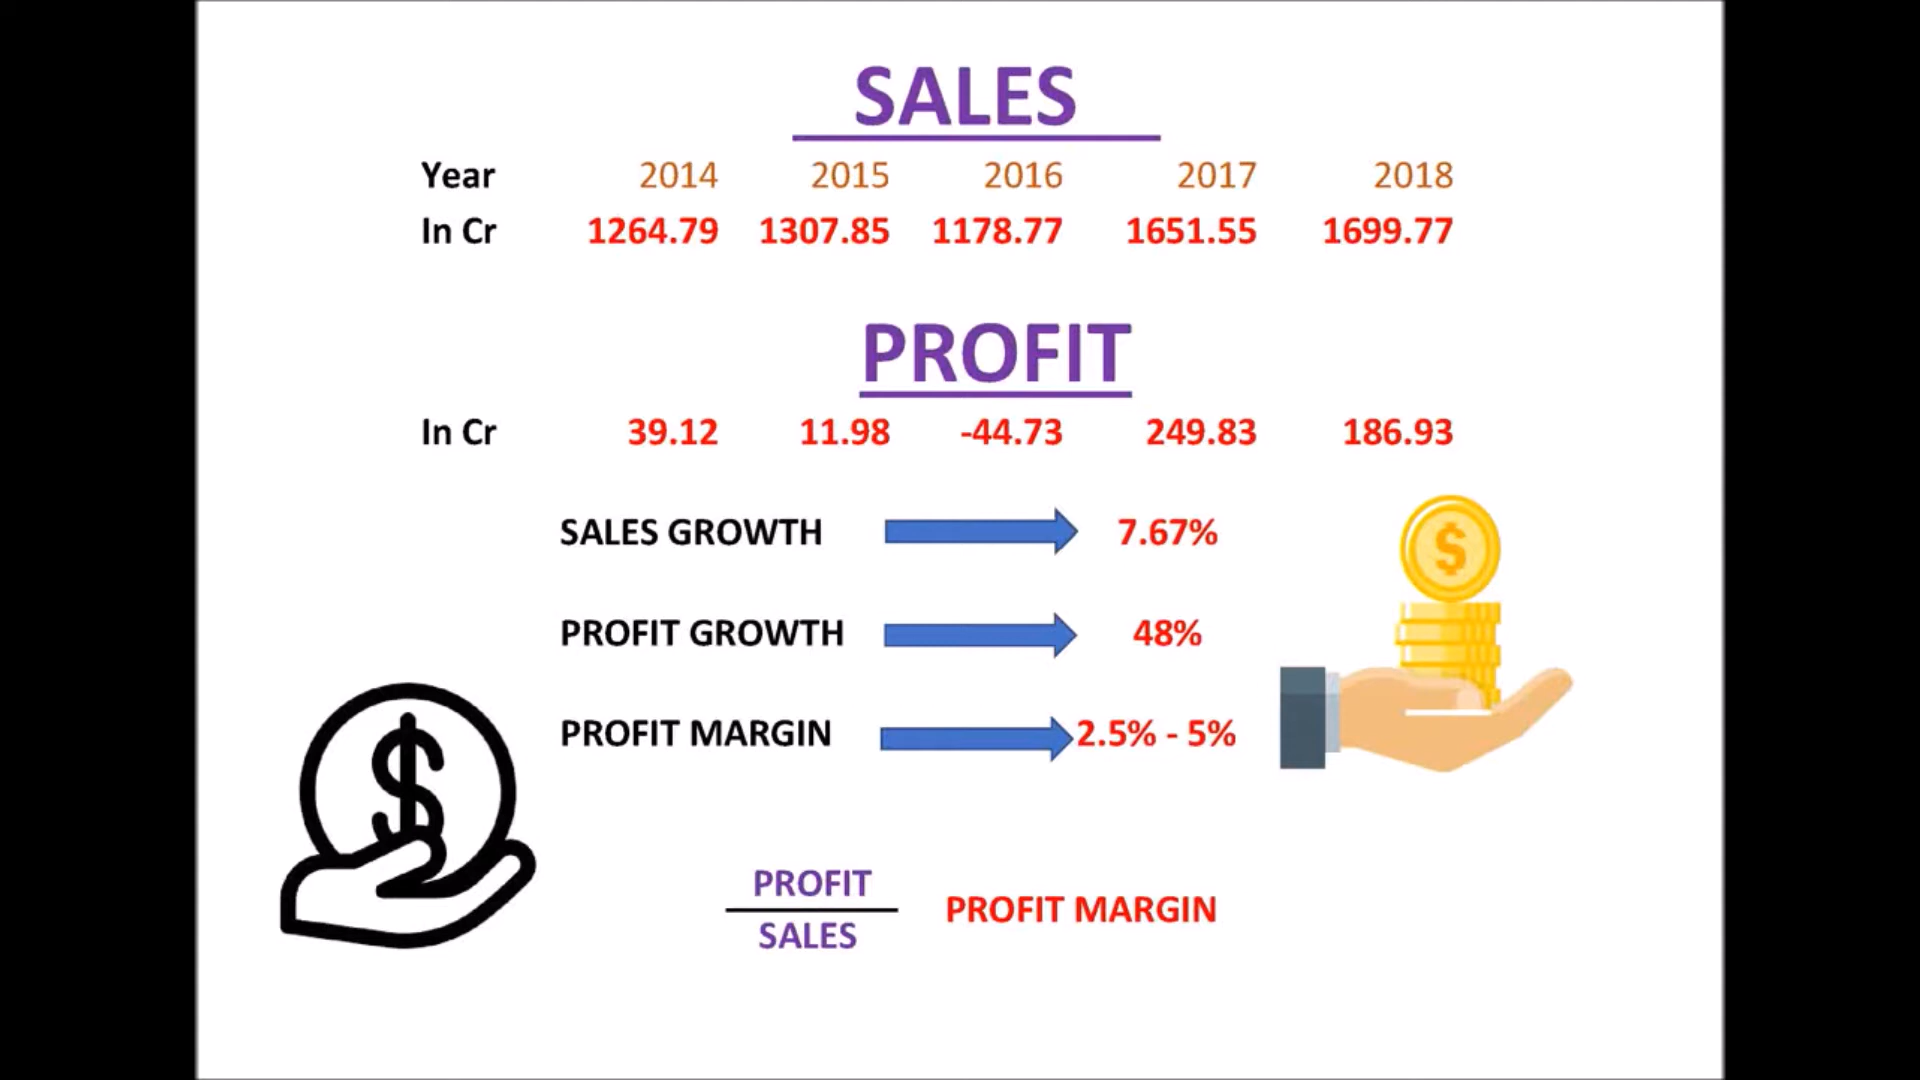 SALES
Year 2014 2015 2016 2017 2018
In Cr 1264.79 1307.85 1178.77 1651.55 1699.77
PROFIT
In Cr 39.12 11.98 -44.73 249.83 186.93
SALES GROWTH 7.67%
PROFIT GROWTH 48%
PROFIT MARGIN 2.5% - 5%
$
$
PROFIT
SALES
PROFIT MARGIN